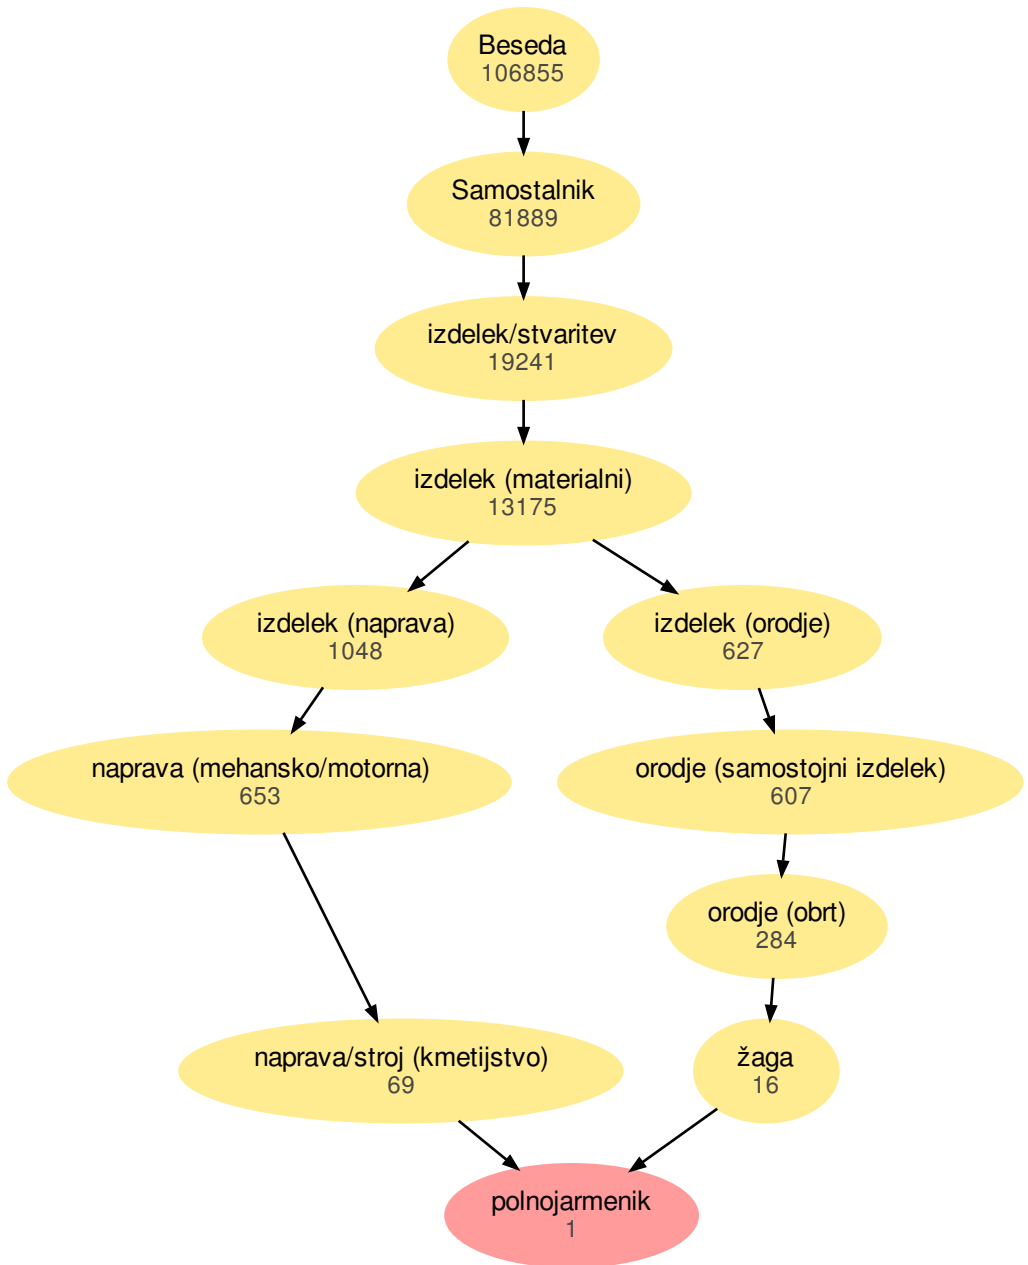 Beseda
106855
Samostalnik
81889
izdelek/stvaritev
19241
izdelek (materialni)
13175
izdelek (naprava)
1048
izdelek (orodje)
627
naprava (mehansko/motorna)
653
orodje (samostojni izdelek)
607
orodje (obrt)
284
naprava/stroj (kmetijstvo)
69
žaga
16
polnojarmenik
1